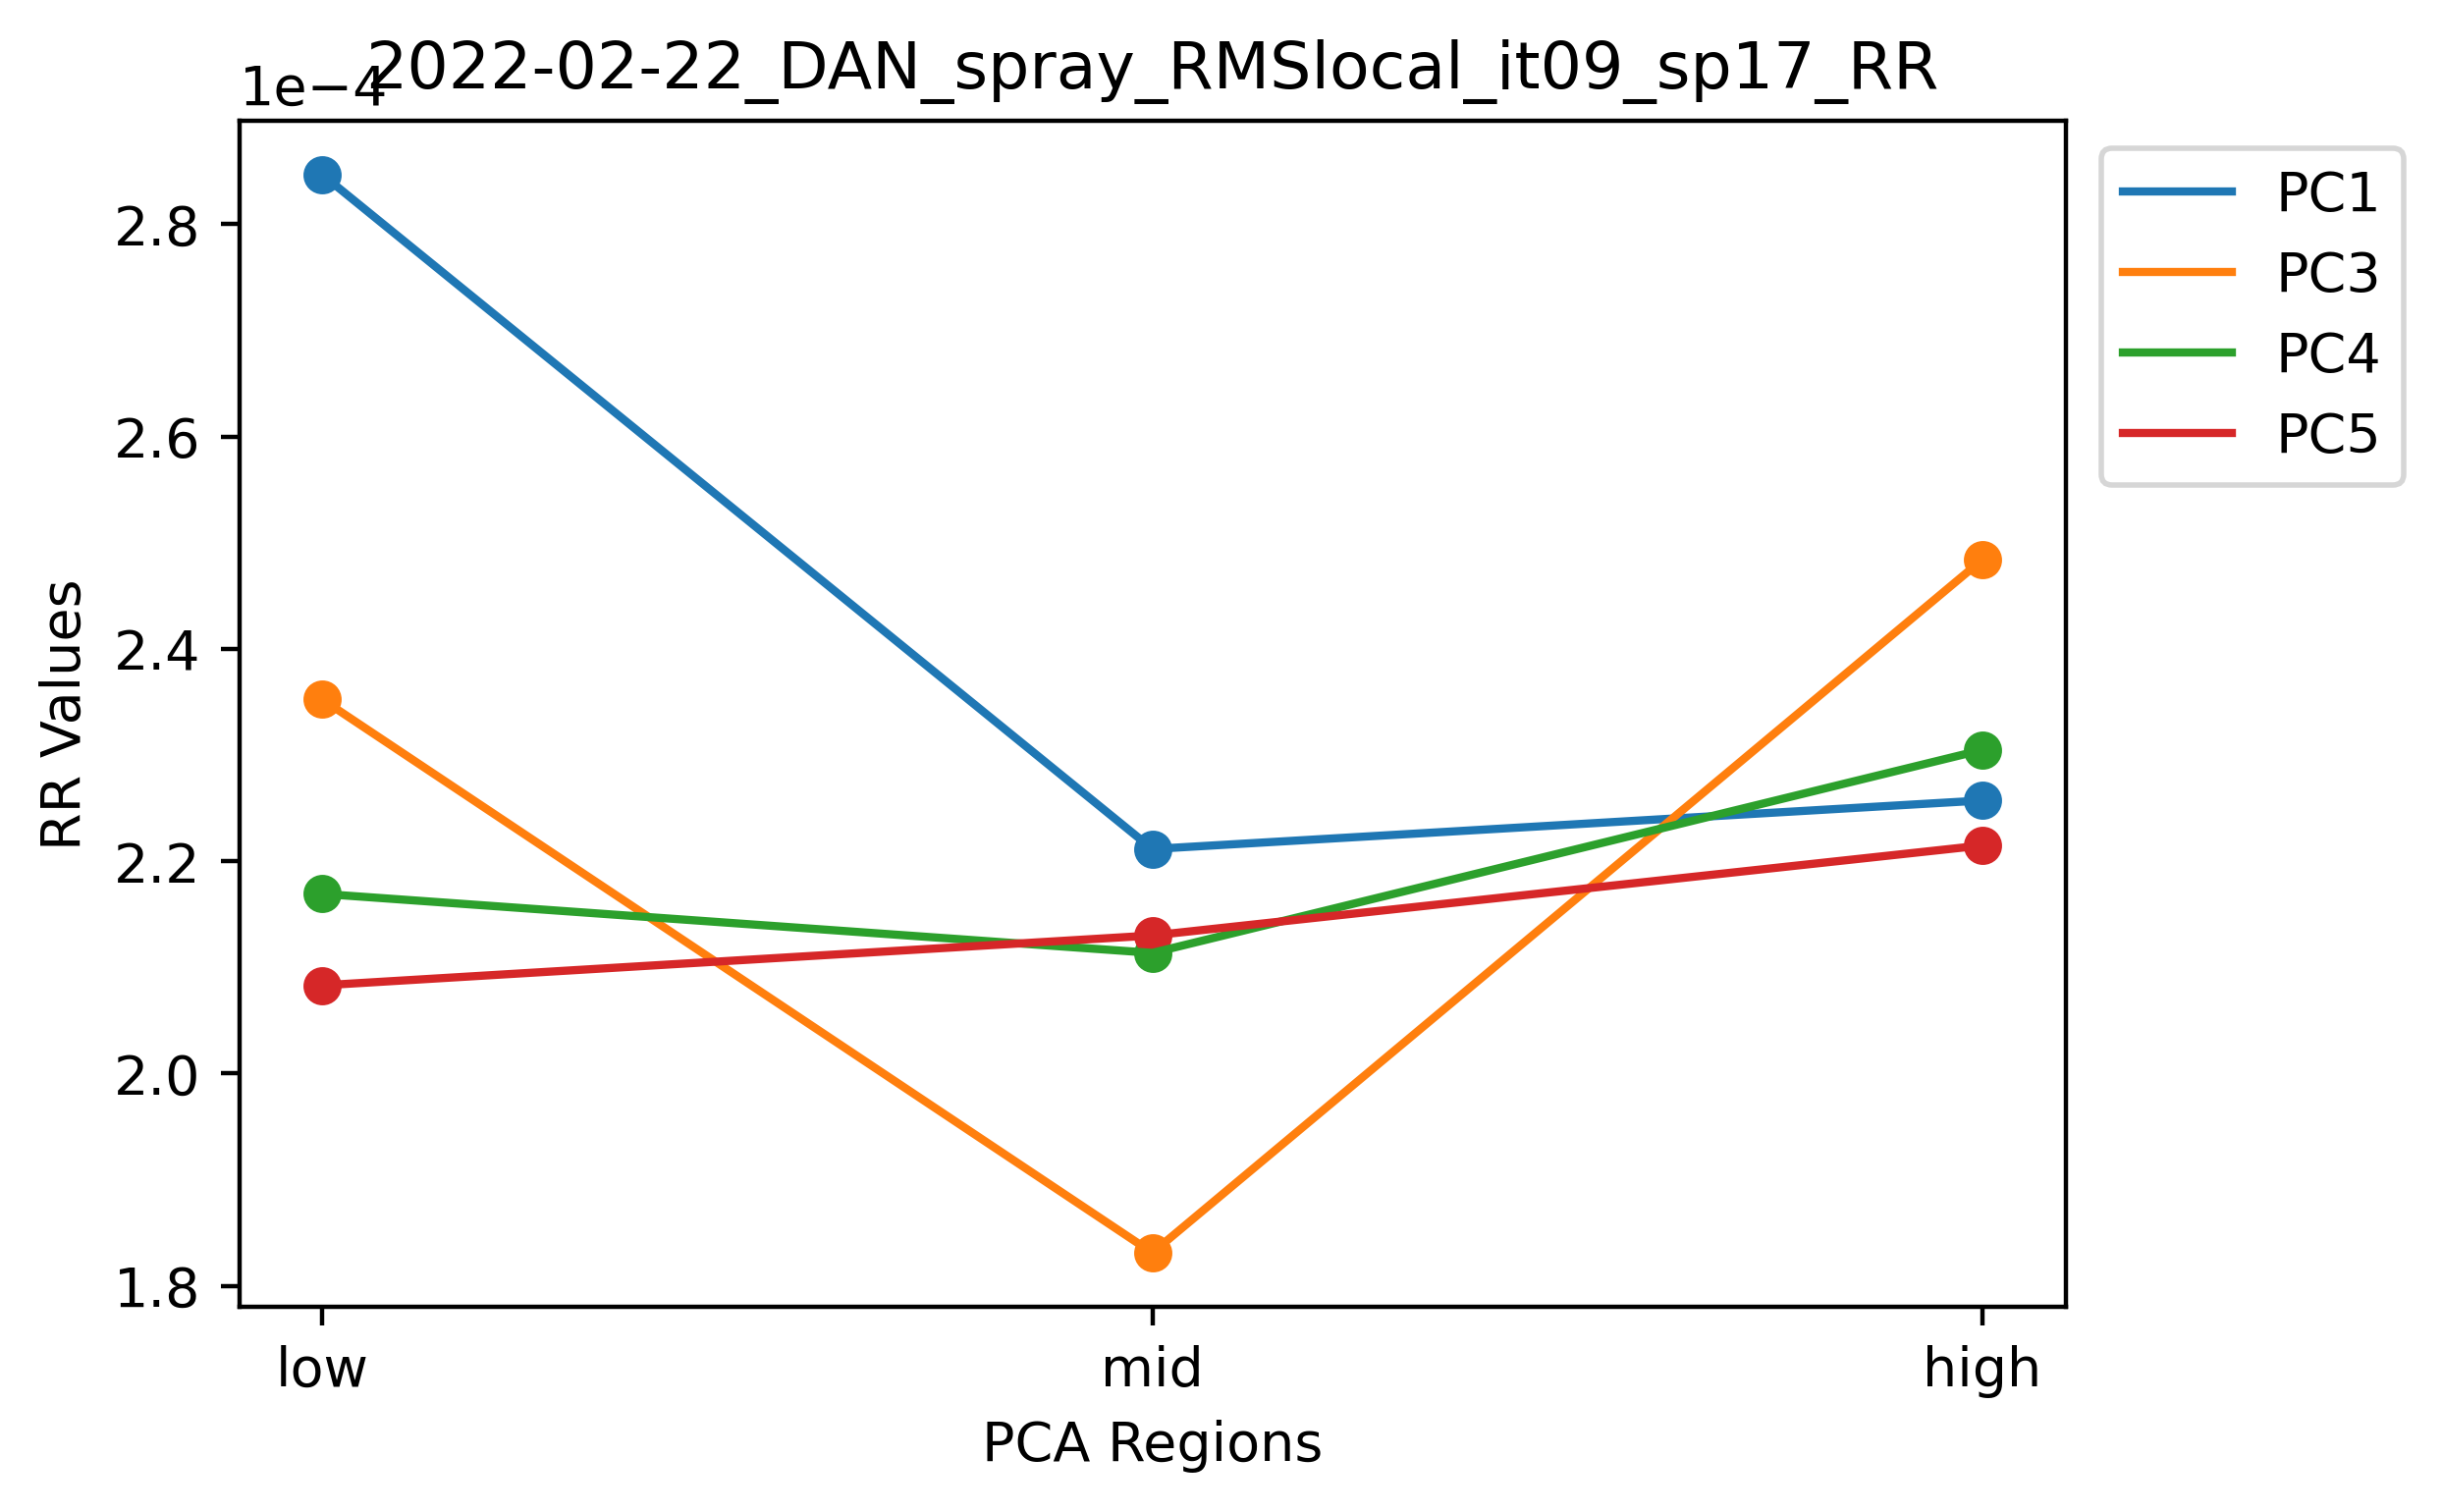 1e−4
2022-02-22_DAN_spray_RMSlocal_it09_sp17_RR
PC1
PC3
PC4
PC5
2.8
2.6
2.4
2.2
2.0
1.8
RR Values
low mid high
PCA Regions